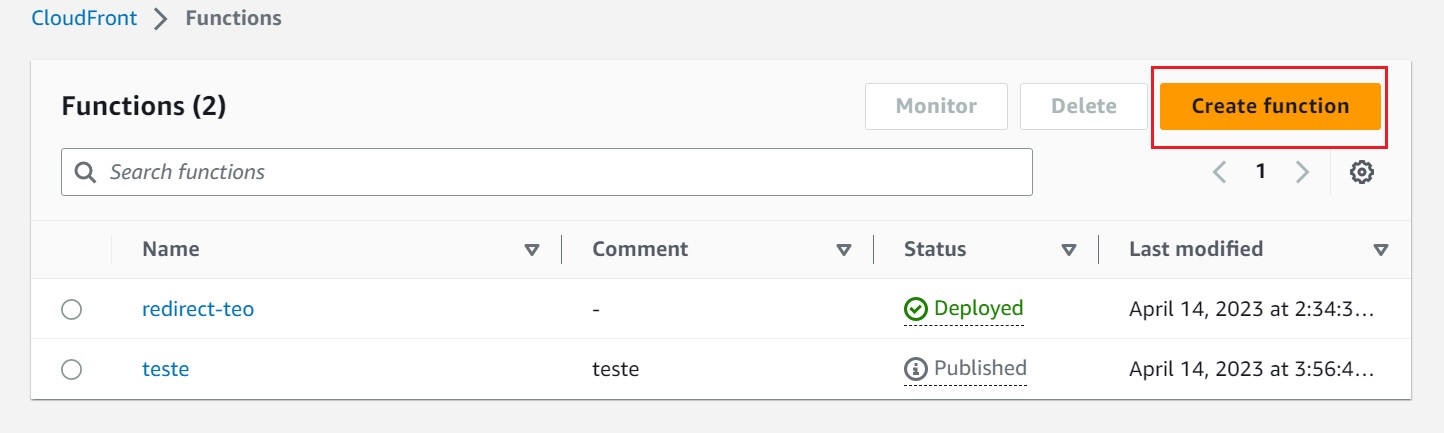 CloudFront > Functions
Functions (2) Monitor Delete Create function
Search functions 1
Name Comment Status Last modified
redirect-teo - Deployed April 14, 2023 at 2:34:3...
teste teste Published April 14, 2023 at 3:56:4...